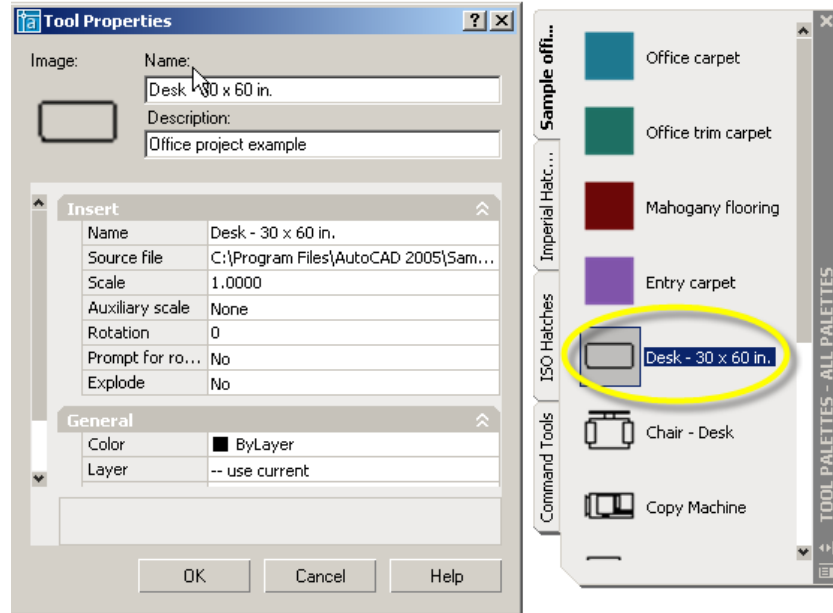 Tool Properties
Image:
Name:
Desk - 30 x 60 in.
Description:
Office project example
Insert
Name Desk - 30 x 60 in.
Source file C:\Program Files\AutoCAD 2005\Sam...
Scale 1.0000
Auxiliary scale None
Rotation 0
Prompt for ro... No
Explode No
General
Color ByLayer
Layer -- use current
OK Cancel Help
Sample offi...
Imperial Hatc...
ISO Hatches
Command Tools
Office carpet
Office trim carpet
Mahogany flooring
Entry carpet
Desk - 30 x 60 in.
Chair - Desk
Copy Machine
TOOL PALETTES - ALL PALETTES